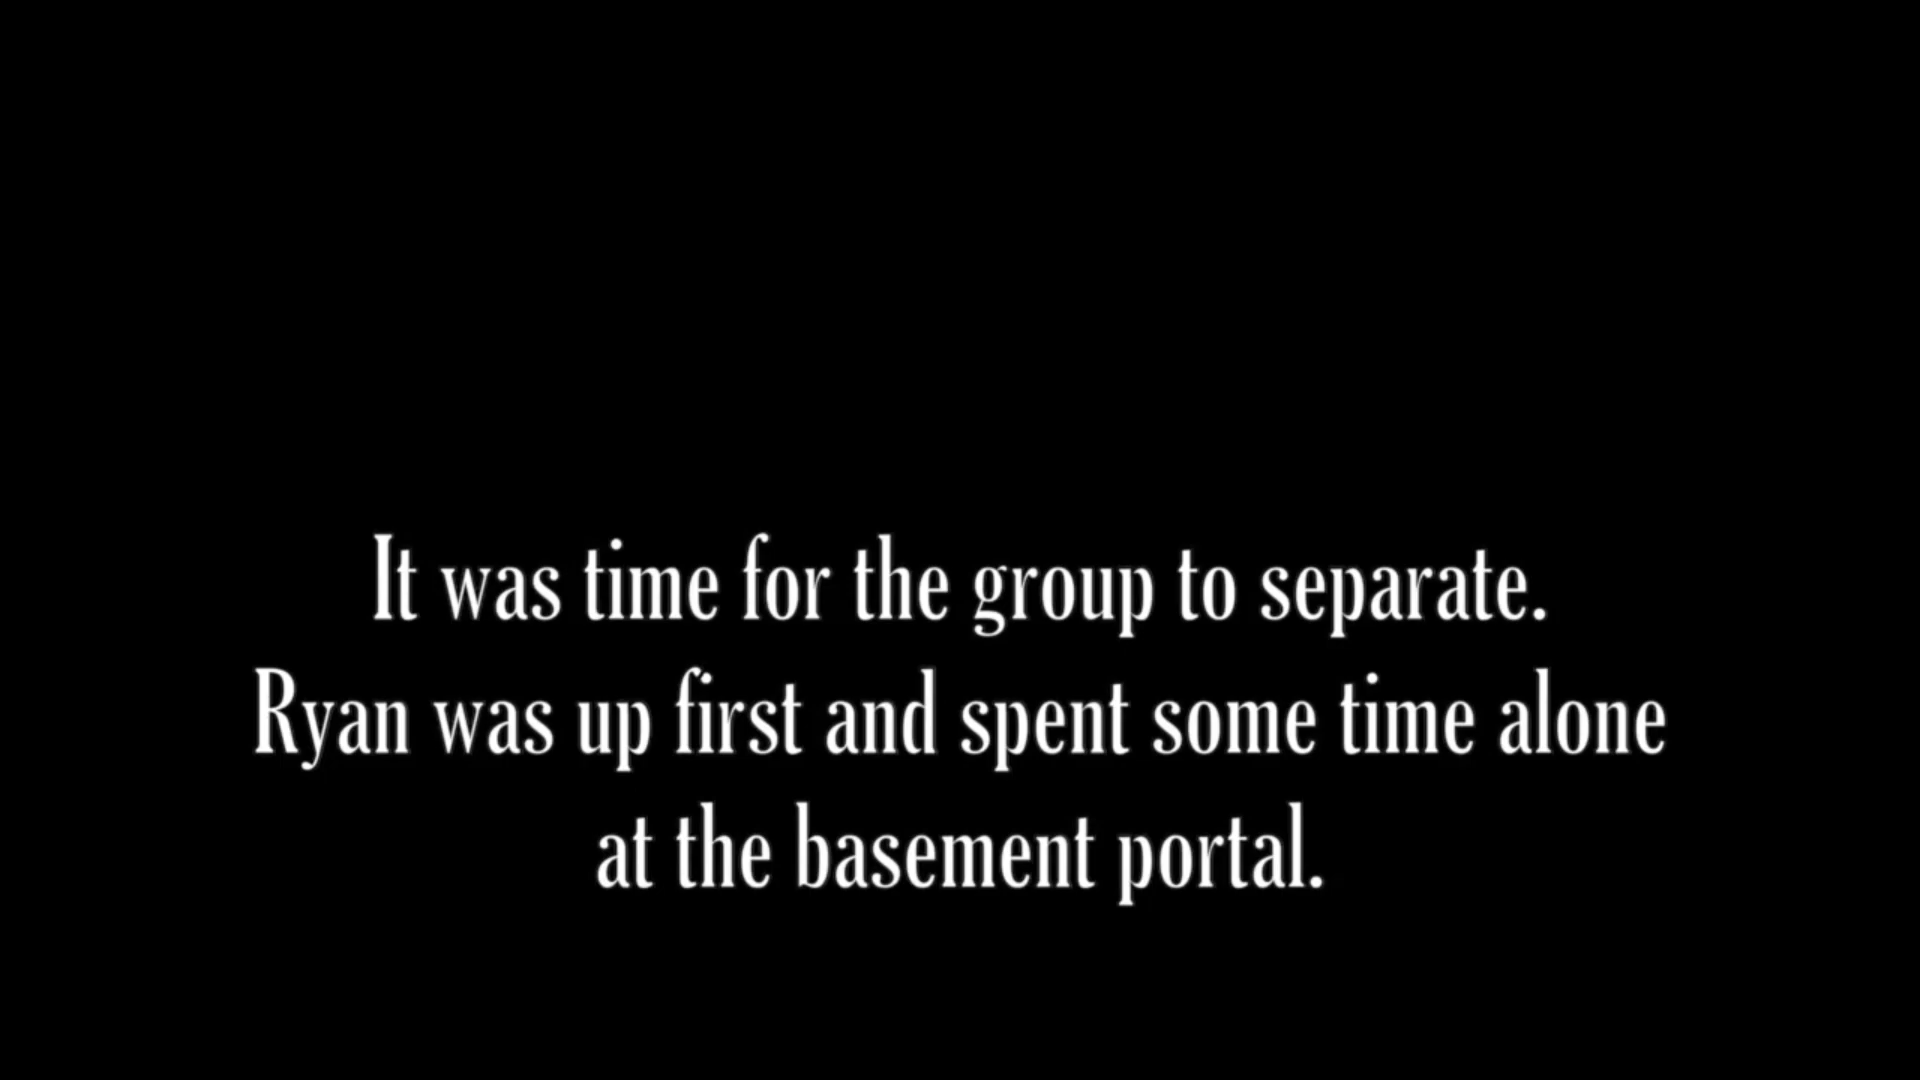 It was time for the group to separate.
Ryan was up first and spent some time alone
at the basement portal.